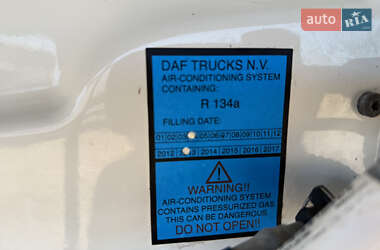 auto RIA
DAF TRUCKS N.V.
AIR-CONDITIONING SYSTEM
CONTAINING:
R 134a
FILLING DATE:
01 02 03 05 06 07 08 09 10 11 12
2012 2014 2015 2016 2017
WARNING!!
AIR-CONDITIONING SYSTEM
CONTAINS PRESSURIZED GAS
THIS CAN BE DANGEROUS
DO NOT OPEN!!